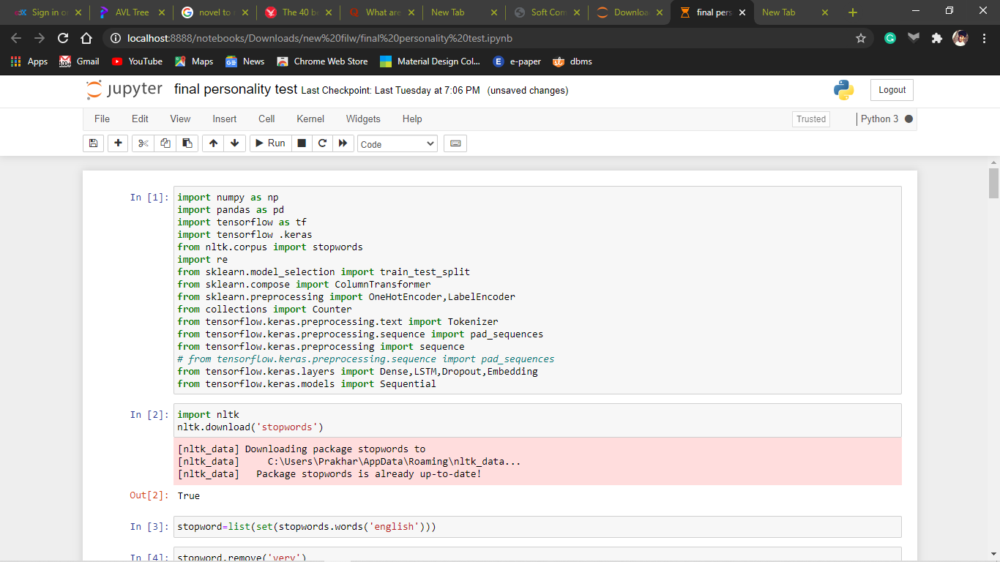 Sign in or
AVL Tree
novel to
The 40 b
What are
New Tab
Soft Com
Downloa
final pers
New Tab
localhost:8888/notebooks/Downloads/new%20filw/final%20personality%20test.ipynb
Apps
100+
Gmail
YouTube
Maps
GE
News
Chrome Web Store
Material Design Col...
E
e-paper
dbms
jupyter
final personality test Last Checkpoint: Last Tuesday at 7:06 PM (unsaved changes)
Logout
File
Edit
View
Insert
Cell
Kernel
Widgets
Help
Trusted
Python 3
Run
Code
In [1]:
import numpy as np
import pandas as pd
import tensorflow as tf
import tensorflow .keras
from nltk.corpus import stopwords
import re
from sklearn.model_selection import train_test_split
from sklearn.compose import ColumnTransformer
from sklearn.preprocessing import OneHotEncoder,LabelEncoder
from collections import Counter
from tensorflow.keras.preprocessing.text import Tokenizer
from tensorflow.keras.preprocessing.sequence import pad_sequences
from tensorflow.keras.preprocessing import sequence
# from tensorflow.keras.preprocessing.sequence import pad_sequences
from tensorflow.keras.layers import Dense,LSTM,Dropout,Embedding
from tensorflow.keras.models import Sequential
In [2]:
import nltk
nltk.download('stopwords')
[nltk_data] Downloading package stopwords to
[nltk_data]     C:\Users\Prakhar\AppData\Roaming\nltk_data...
[nltk_data]   Package stopwords is already up-to-date!
Out[2]: True
In [3]:
stopword=list(set(stopwords.words('english')))
In [4]:
stopword.remove('very')